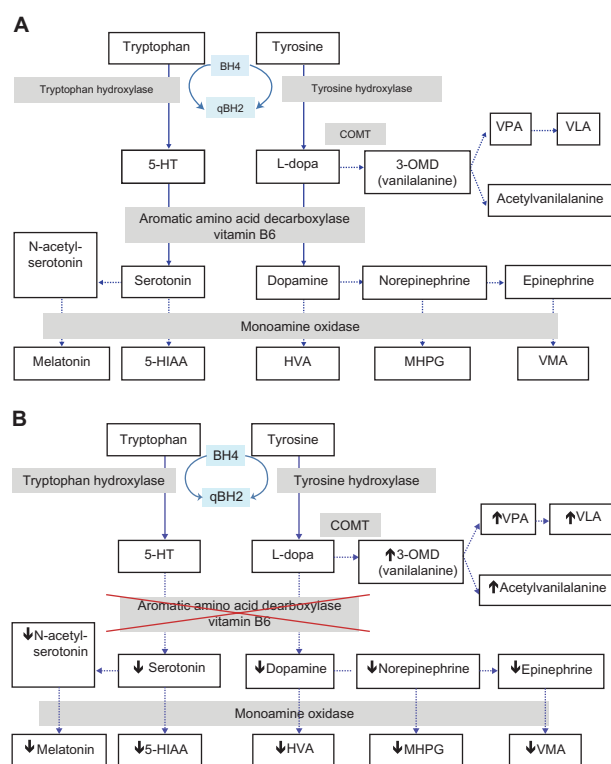 A
Tryptophan
Tyrosine
BH4
Tryptophan hydroxylase
Tyrosine hydroxylase
qBH2
COMT
VPA
VLA
5-HT
L-dopa
3-OMD
(vanilalanine)
Acetylvanilalanine
Aromatic amino acid decarboxylase
vitamin B6
N-acetyl-
serotonin
Serotonin
Dopamine
Norepinephrine
Epinephrine
Monoamine oxidase
Melatonin
5-HIAA
HVA
MHPG
VMA
B
Tryptophan
Tyrosine
BH4
Tryptophan hydroxylase
Tyrosine hydroxylase
qBH2
COMT
↑VPA
↑VLA
5-HT
L-dopa
↑3-OMD
(vanilalanine)
↑Acetylvanilalanine
Aromatic amino acid dearboxylase
vitamin B6
↓N-acetyl-
serotonin
↓Serotonin
↓Dopamine
↓Norepinephrine
↓Epinephrine
Monoamine oxidase
↓Melatonin
↓5-HIAA
↓HVA
↓MHPG
↓VMA